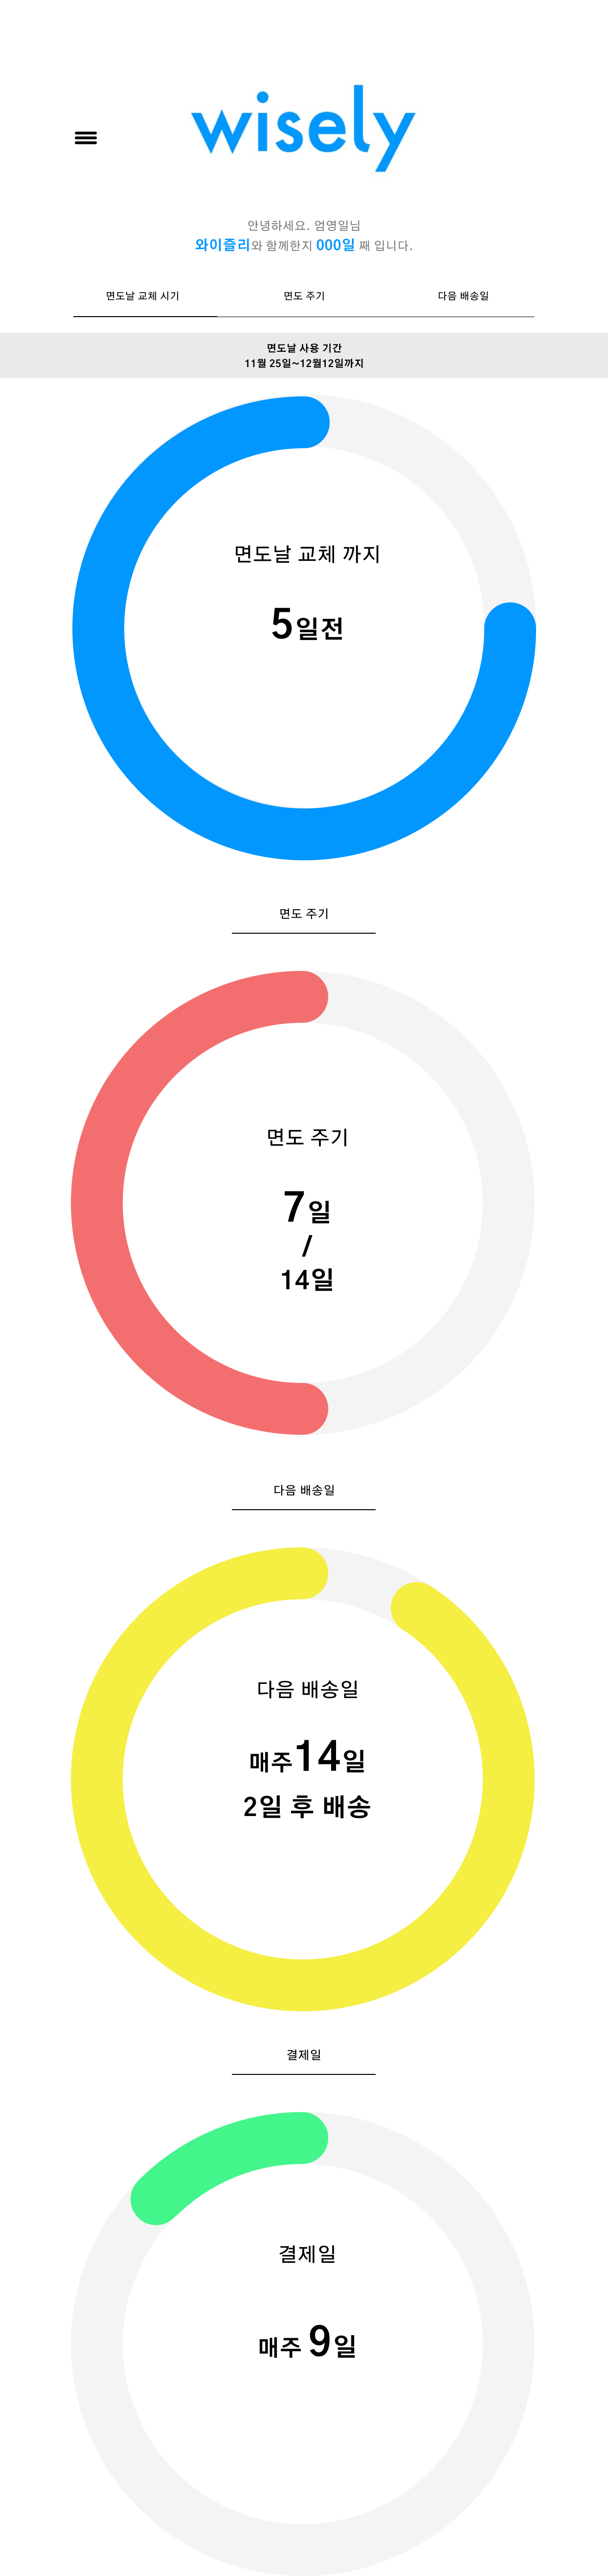 wisely
안녕하세요. 엄영일님
와이즐리와 함께한지 000일 째 입니다.
면도날 교체 시기 면도 주기 다음 배송일
면도날 사용 기간
11월 25일~12월12일까지
면도날 교체 까지
5일전
면도 주기
면도 주기
7일
/
14일
다음 배송일
다음 배송일
매주14일
2일 후 배송
결제일
결제일
매주 9일